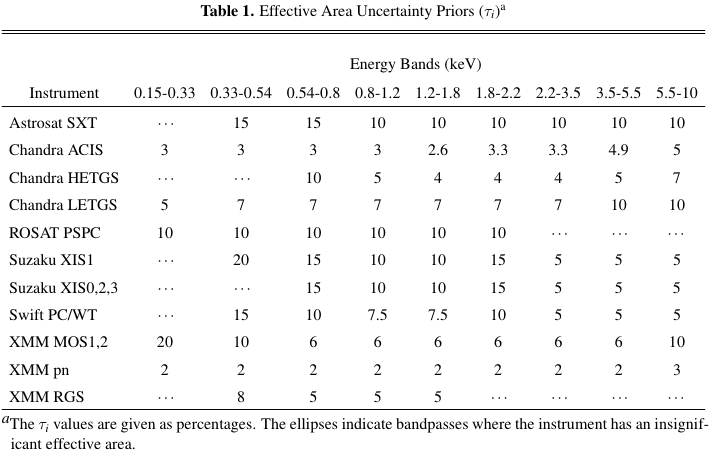 Table 1. Effective Area Uncertainty Priors (τi)a
Energy Bands (keV)
Instrument 0.15-0.33 0.33-0.54 0.54-0.8 0.8-1.2 1.2-1.8 1.8-2.2 2.2-3.5 3.5-5.5 5.5-10
Astrosat SXT ··· 15 15 10 10 10 10 10 10
Chandra ACIS 3 3 3 3 2.6 3.3 3.3 4.9 5
Chandra HETGS ··· ··· 10 5 4 4 4 5 7
Chandra LETGS 5 7 7 7 7 7 7 10 10
ROSAT PSPC 10 10 10 10 10 10 ··· ··· ···
Suzaku XIS1 ··· 20 15 10 10 15 5 5 5
Suzaku XIS0,2,3 ··· ··· 15 10 10 15 5 5 5
Swift PC/WT ··· 15 10 7.5 7.5 10 5 5 5
XMM MOS1,2 20 10 6 6 6 6 6 6 10
XMM pn 2 2 2 2 2 2 2 2 3
XMM RGS ··· 8 5 5 5 ··· ··· ··· ···
aThe τi values are given as percentages. The ellipses indicate bandpasses where the instrument has an insignif-
icant effective area.